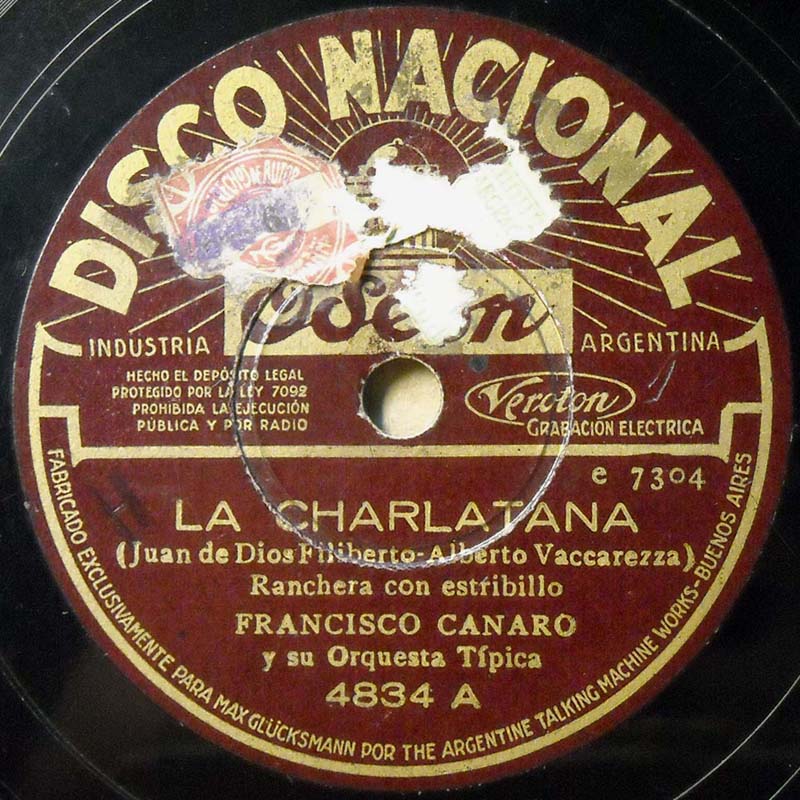 DISCO NACIONAL
DE AUTOR
Odeon
INDUSTRIA
ARGENTINA
HECHO EL DEPÓSITO LEGAL
PROTEGIDO POR LA LEY 7092
PROHIBIDA LA EJECUCIÓN
PÚBLICA Y POR RADIO
Veroton
GRABACIÓN ELECTRICA
e 7304
LA CHARLATANA
(Juan de Dios Filiberto-Alberto Vaccarezza)
Ranchera con estribillo
FRANCISCO CANARO
y su Orquesta Típica
4834 A
FABRICADO EXCLUSIVAMENTE PARA MAX GLÜCKSMANN POR THE ARGENTINE TALKING MACHINE WORKS-BUENOS AIRES